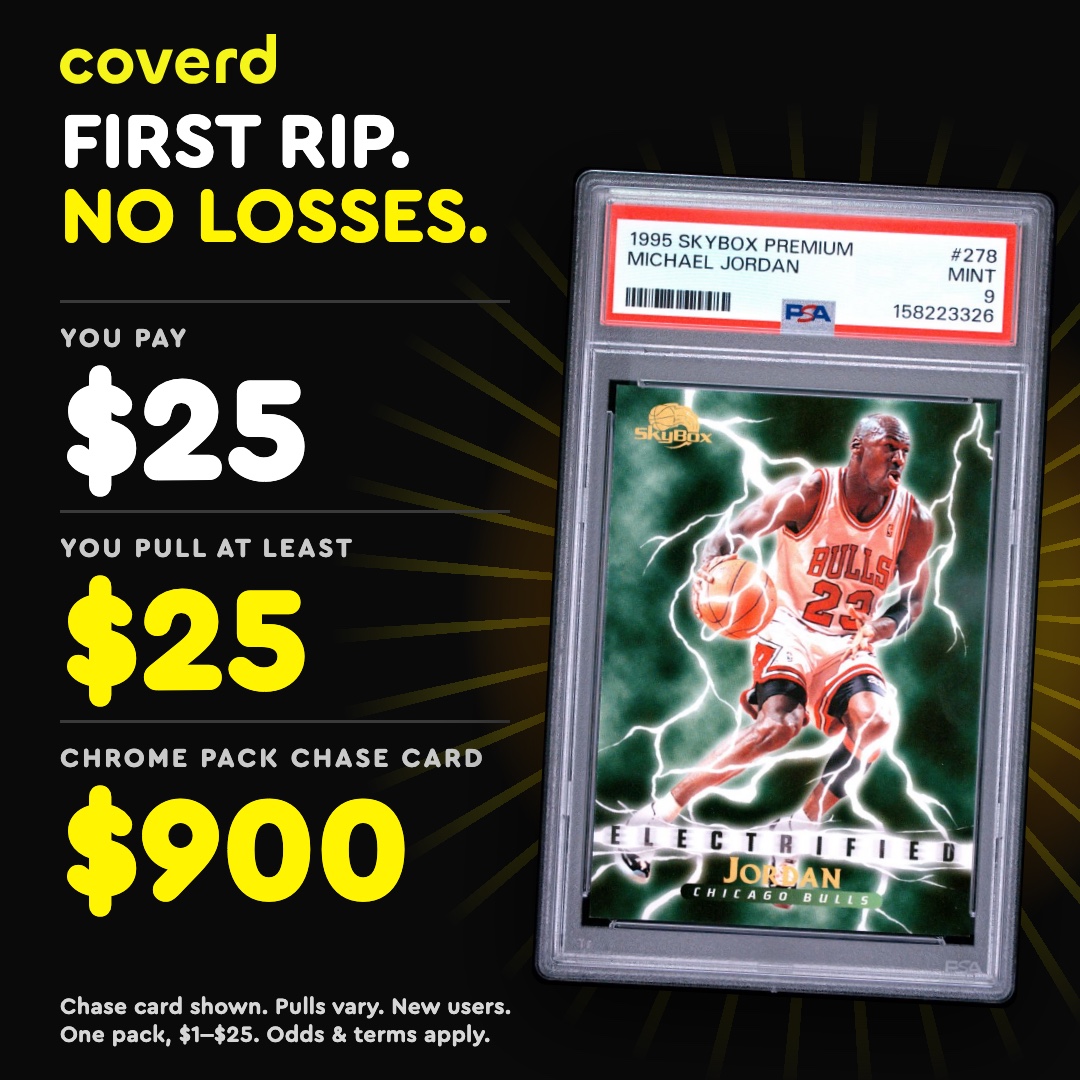 coverd
FIRST RIP.
NO LOSSES.
YOU PAY
$25
YOU PULL AT LEAST
$25
CHROME PACK CHASE CARD
$900
Chase card shown. Pulls vary. New users.
One pack, $1–$25. Odds & terms apply.
1995 SKYBOX PREMIUM #278
MICHAEL JORDAN MINT
9
PSA 158223326
SkyBox
BULLS
23
ELECTRIFIED
JORDAN
CHICAGO BULLS
PSA